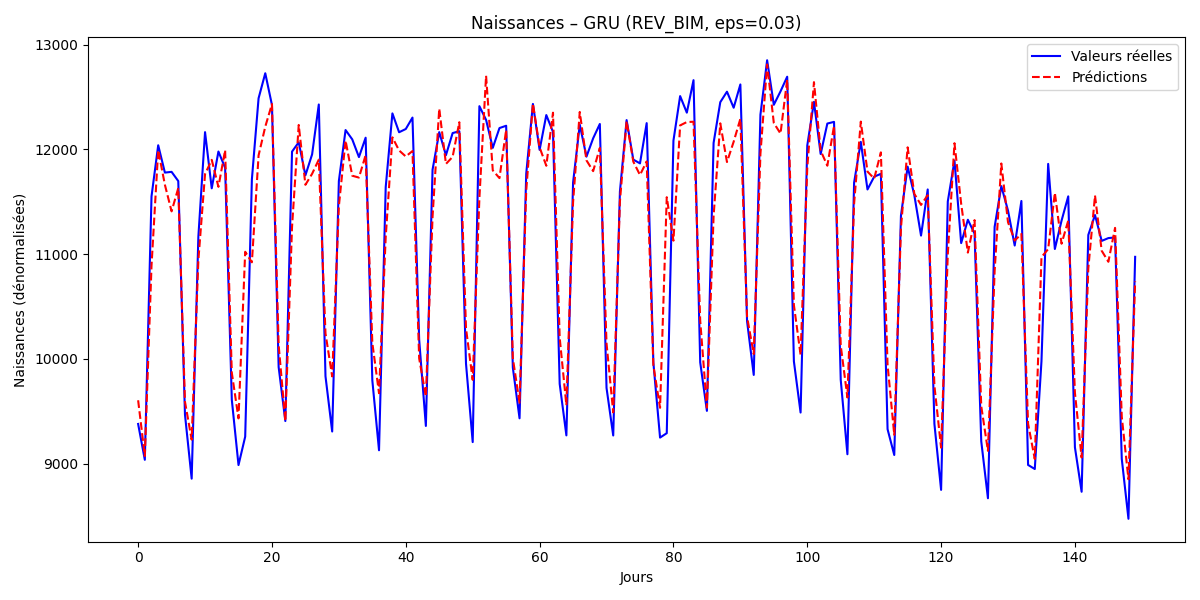 Naissances – GRU (REV_BIM, eps=0.03)
Valeurs réelles
Prédictions
Naissances (dénormalisées)
13000
12000
11000
10000
9000
0 20 40 60 80 100 120 140
Jours